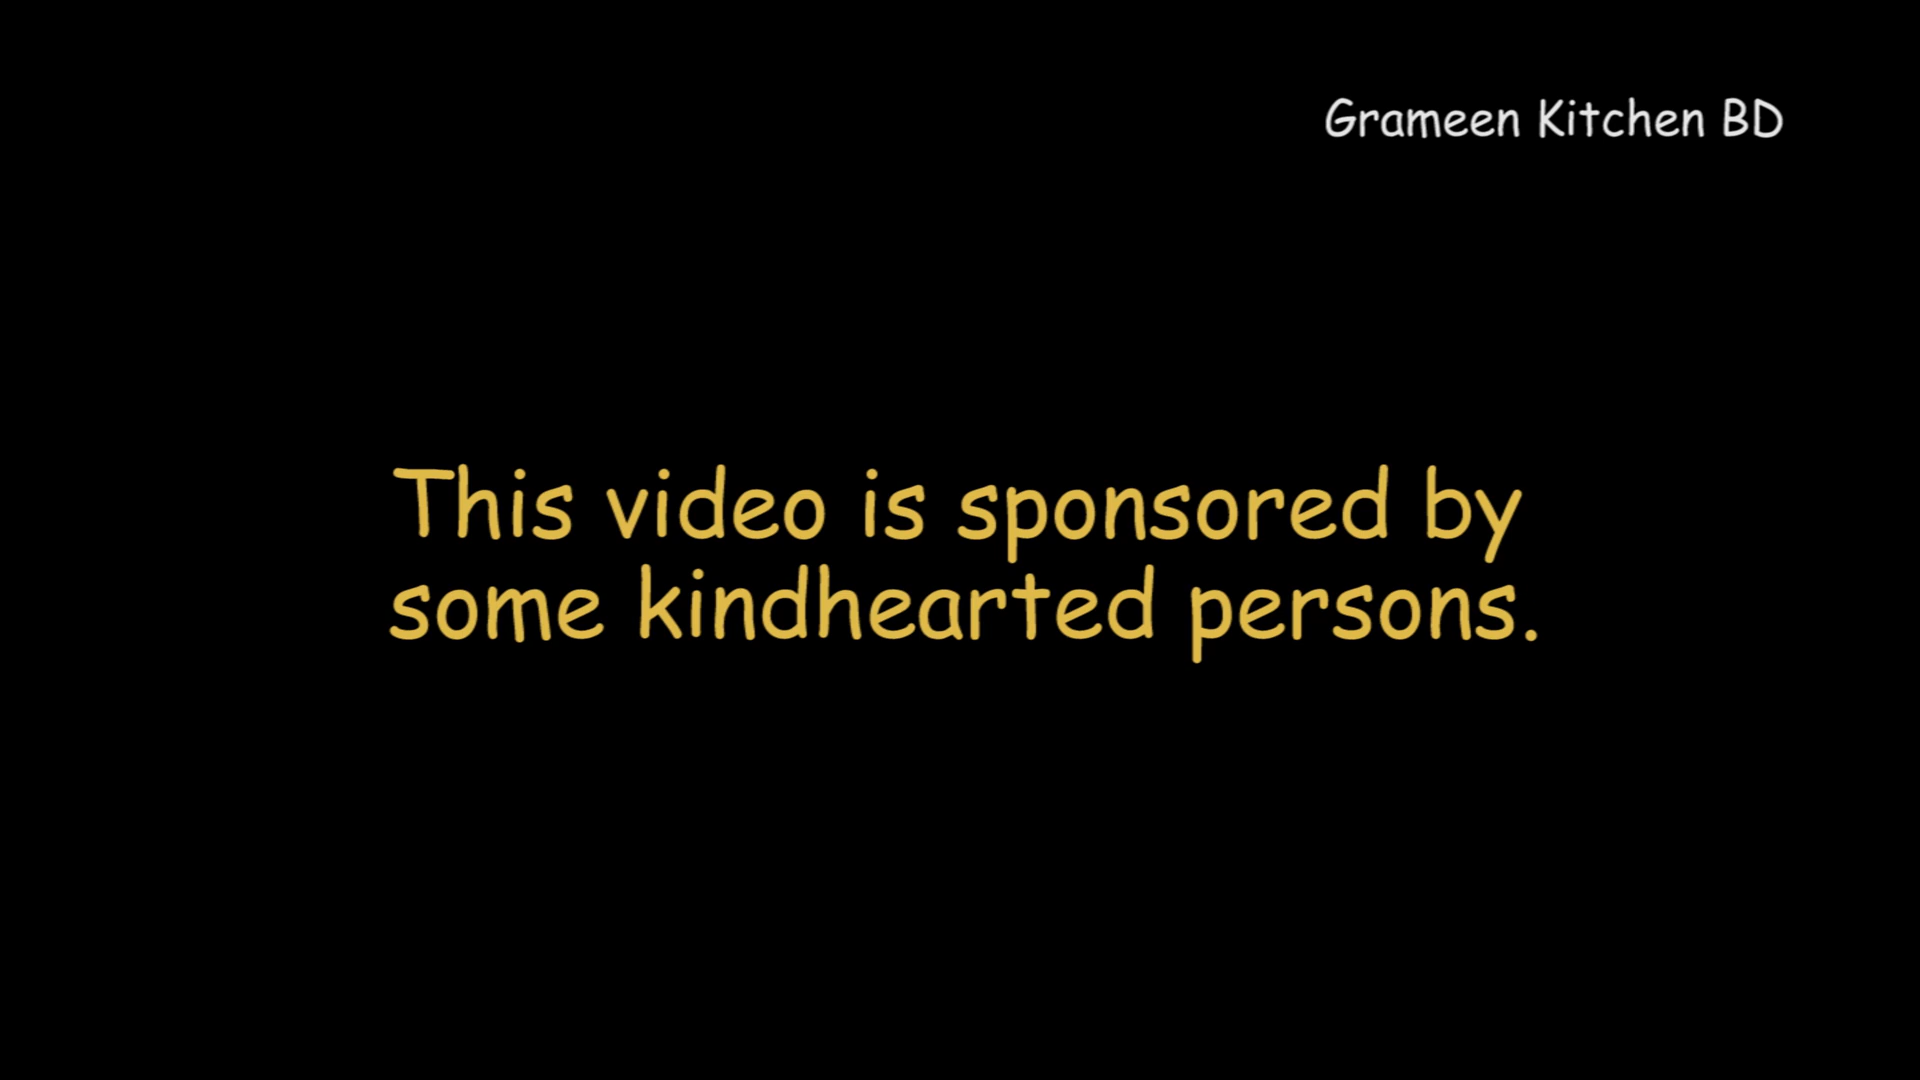 Grameen Kitchen BD
This video is sponsored by
some kindhearted persons.